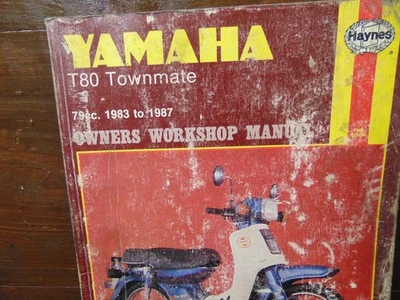 YAMAHA
Haynes
T80 Townmate
79cc. 1983 to 1987
OWNERS WORKSHOP MANUAL